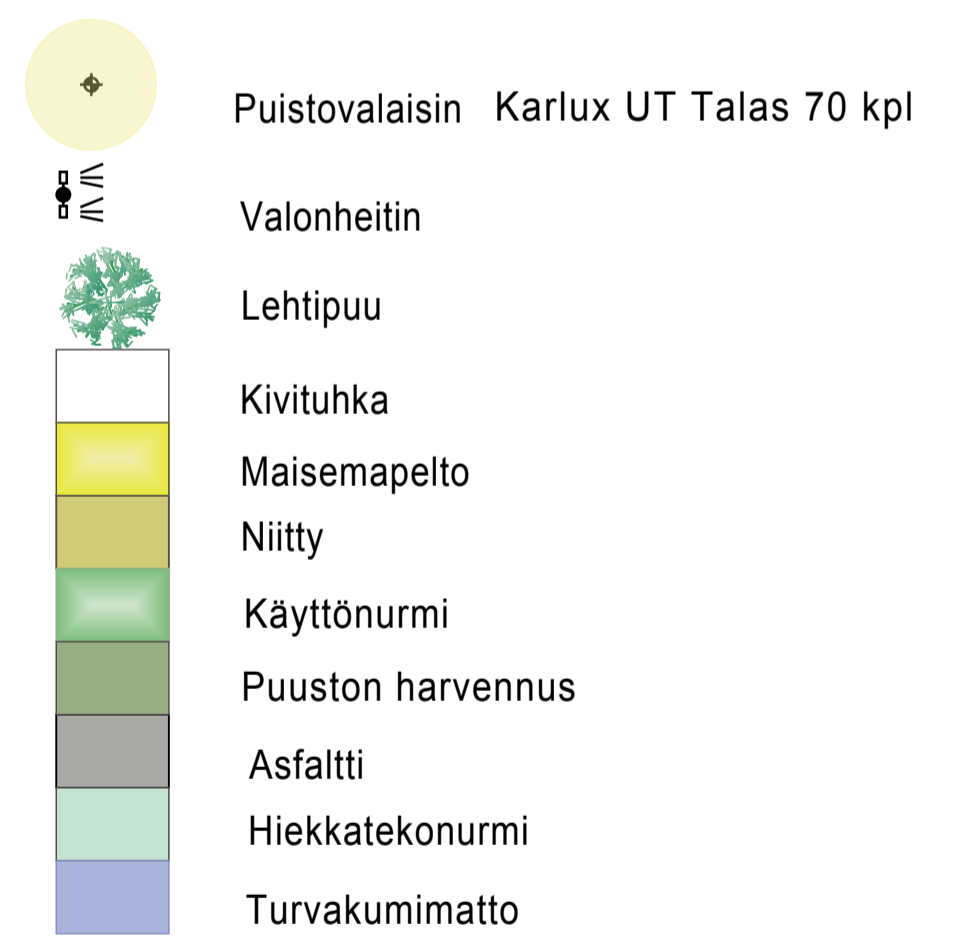 Puistovalaisin Karlux UT Talas 70 kpl
Valonheitin
Lehtipuu
Kivituhka
Maisemapelto
Niitty
Käyttönurmi
Puuston harvennus
Asfaltti
Hiekkatekonurmi
Turvakumimatto